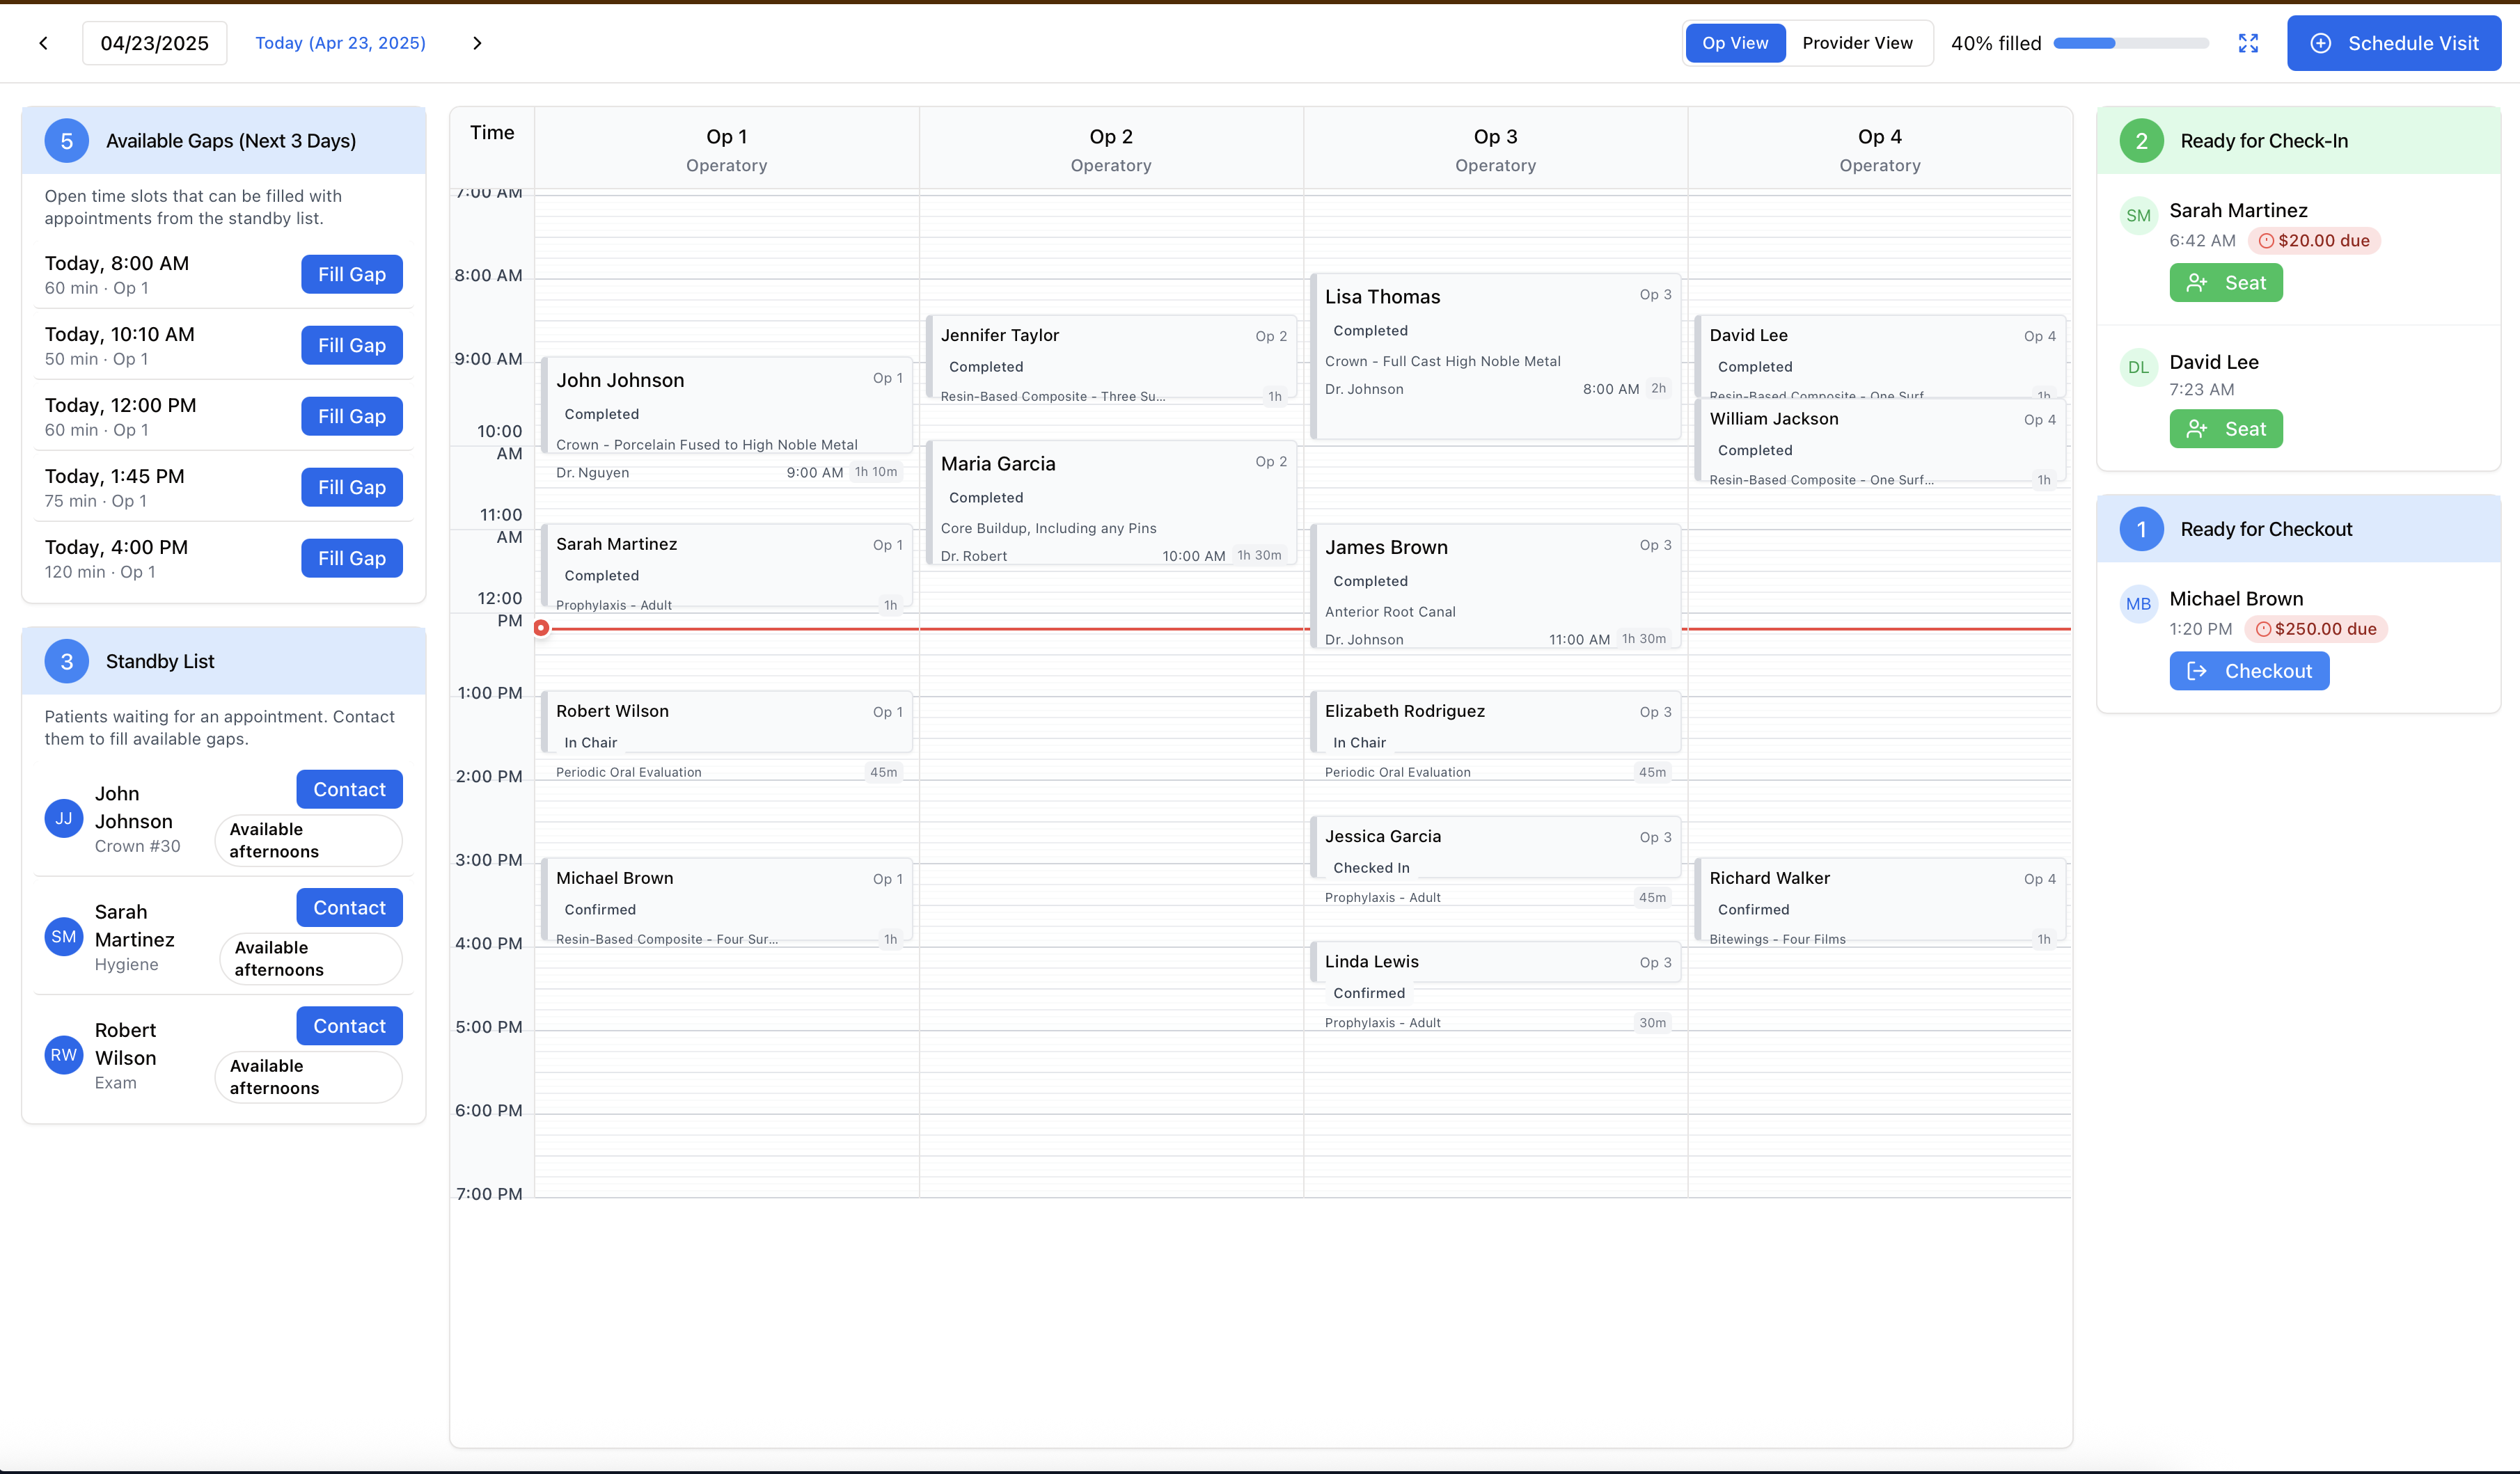 04/23/2025
Today (Apr 23, 2025)
Op View
Provider View
40% filled
Schedule Visit
5
Available Gaps (Next 3 Days)
Open time slots that can be filled with
appointments from the standby list.
Today, 8:00 AM
60 min · Op 1
Fill Gap
Today, 10:10 AM
50 min · Op 1
Fill Gap
Today, 12:00 PM
60 min · Op 1
Fill Gap
Today, 1:45 PM
75 min · Op 1
Fill Gap
Today, 4:00 PM
120 min · Op 1
Fill Gap
3
Standby List
Patients waiting for an appointment. Contact
them to fill available gaps.
JJ
John
Johnson
Crown #30
Contact
Available
afternoons
SM
Sarah
Martinez
Hygiene
Contact
Available
afternoons
RW
Robert
Wilson
Exam
Contact
Available
afternoons
Time
Op 1
Operatory
Op 2
Operatory
Op 3
Operatory
Op 4
Operatory
7:00 AM
8:00 AM
9:00 AM
10:00
AM
11:00
AM
12:00
PM
1:00 PM
2:00 PM
3:00 PM
4:00 PM
5:00 PM
6:00 PM
7:00 PM
John Johnson
Op 1
Completed
Crown - Porcelain Fused to High Noble Metal
Dr. Nguyen
9:00 AM
1h 10m
Sarah Martinez
Op 1
Completed
Prophylaxis - Adult
1h
Robert Wilson
Op 1
In Chair
Periodic Oral Evaluation
45m
Michael Brown
Op 1
Confirmed
Resin-Based Composite - Four Sur...
1h
Jennifer Taylor
Op 2
Completed
Resin-Based Composite - Three Su...
1h
Maria Garcia
Op 2
Completed
Core Buildup, Including any Pins
Dr. Robert
10:00 AM
1h 30m
Lisa Thomas
Op 3
Completed
Crown - Full Cast High Noble Metal
Dr. Johnson
8:00 AM
2h
James Brown
Op 3
Completed
Anterior Root Canal
Dr. Johnson
11:00 AM
1h 30m
Elizabeth Rodriguez
Op 3
In Chair
Periodic Oral Evaluation
45m
Jessica Garcia
Op 3
Checked In
Prophylaxis - Adult
45m
Linda Lewis
Op 3
Confirmed
Prophylaxis - Adult
30m
David Lee
Op 4
Completed
Resin-Based Composite - One Surf...
1h
William Jackson
Op 4
Completed
Resin-Based Composite - One Surf...
1h
Richard Walker
Op 4
Confirmed
Bitewings - Four Films
1h
2
Ready for Check-In
SM
Sarah Martinez
6:42 AM
$20.00 due
Seat
DL
David Lee
7:23 AM
Seat
1
Ready for Checkout
MB
Michael Brown
1:20 PM
$250.00 due
Checkout